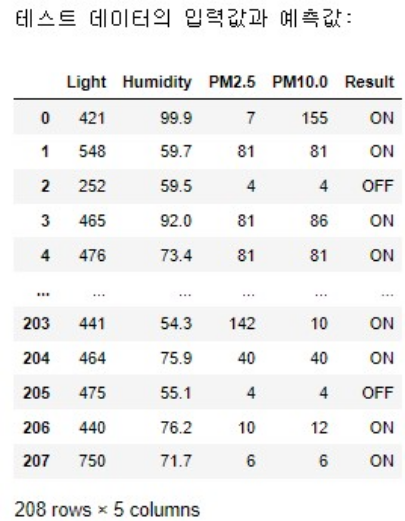 테스트 데이터의 입력값과 예측값:
Light Humidity PM2.5 PM10.0 Result
0 421 99.9 7 155 ON
1 548 59.7 81 81 ON
2 252 59.5 4 4 OFF
3 465 92.0 81 86 ON
4 476 73.4 81 81 ON
... ... ... ... ... ...
203 441 54.3 142 10 ON
204 464 75.9 40 40 ON
205 475 55.1 4 4 OFF
206 440 76.2 10 12 ON
207 750 71.7 6 6 ON
208 rows × 5 columns